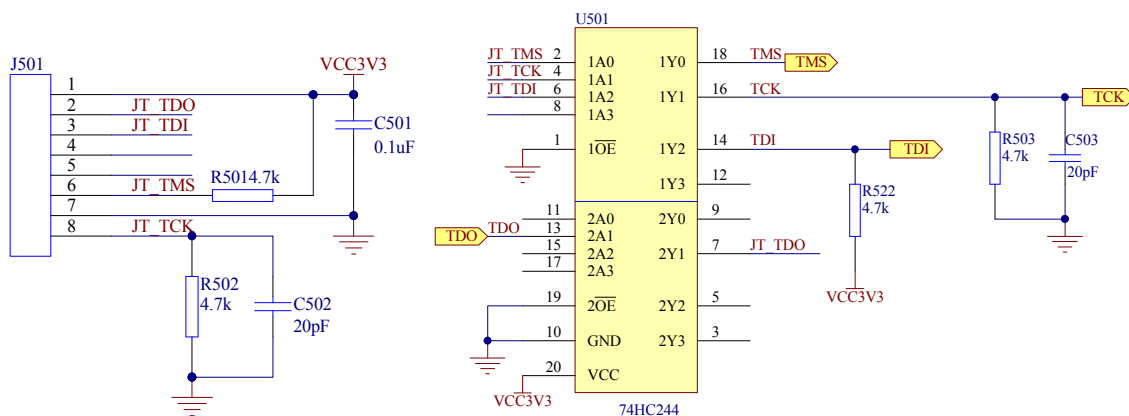 J501
1
2 JT_TDO
3 JT_TDI
4
5
6 JT_TMS
7
8 JT_TCK
VCC3V3
C501
0.1uF
R5014.7k
R502
4.7k
C502
20pF
U501
JT_TMS 2 1A0 1Y0 18 TMS TMS
JT_TCK 4 1A1 1Y1 16 TCK TCK
JT_TDI 6 1A2
8 1A3
1 1OE 1Y2 14 TDI TDI
1Y3 12
11 2A0 2Y0 9
TDO TDO 13 2A1
15 2A2 2Y1 7 JT_TDO
17 2A3
19 2OE 2Y2 5
10 GND 2Y3 3
20 VCC
VCC3V3
74HC244
R503
4.7k
C503
20pF
R522
4.7k
VCC3V3